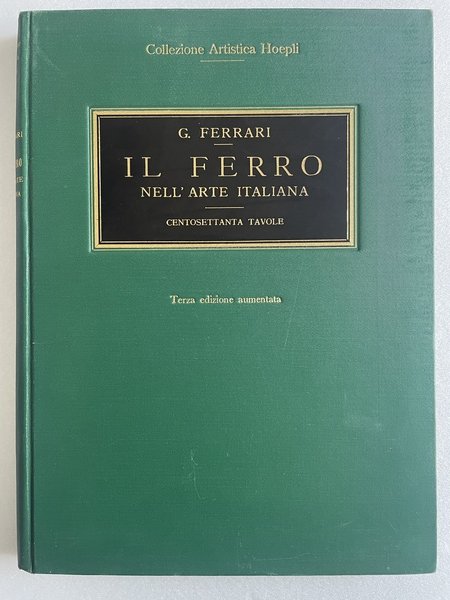 Collezione Artistica Hoepli
G. FERRARI
IL FERRO
NELL'ARTE ITALIANA
CENTOSETTANTA TAVOLE
Terza edizione aumentata